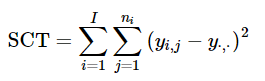 SCT = \sum_{i=1}^{I} \sum_{j=1}^{n_i} (y_{i,j} - y_{\cdot,\cdot})^2